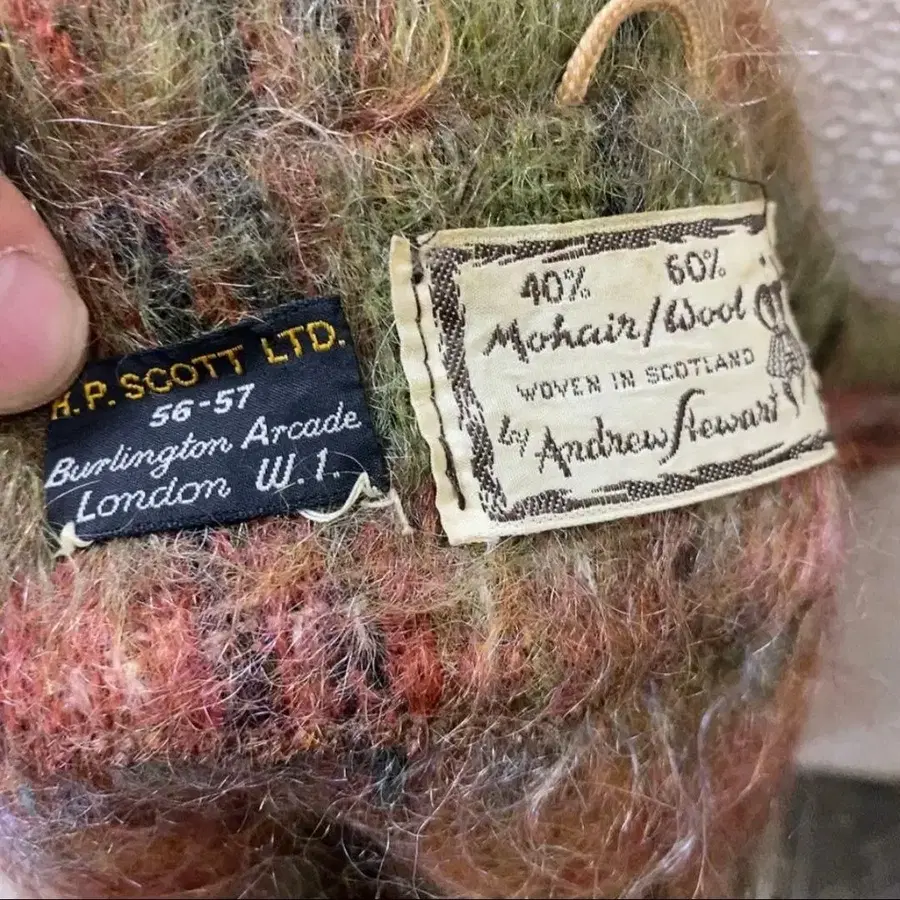 H.P. SCOTT LTD.
56-57
Burlington Arcade
London W.1.
40% 60%
Mohair/Wool
WOVEN IN SCOTLAND
by Andrew Stewart